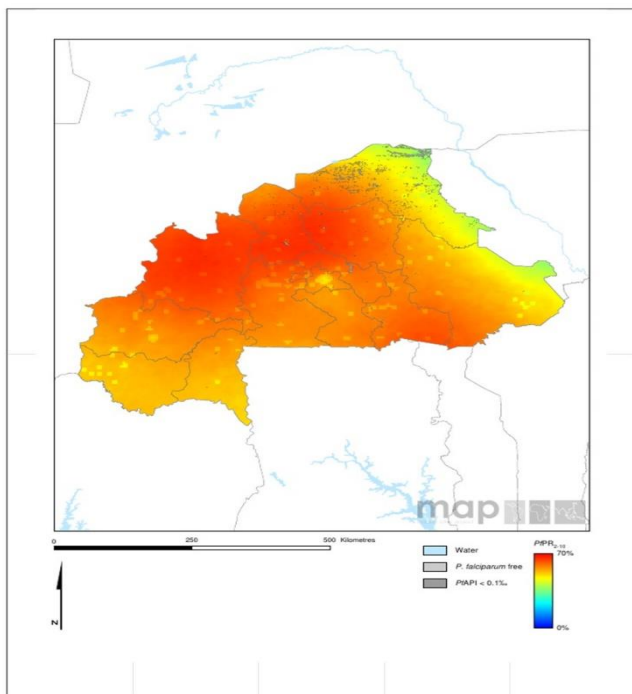 map
0 250 500 Kilometres
Water
P. falciparum free
PfAPI < 0.1‰
PfPR2-10
70%
0%
N